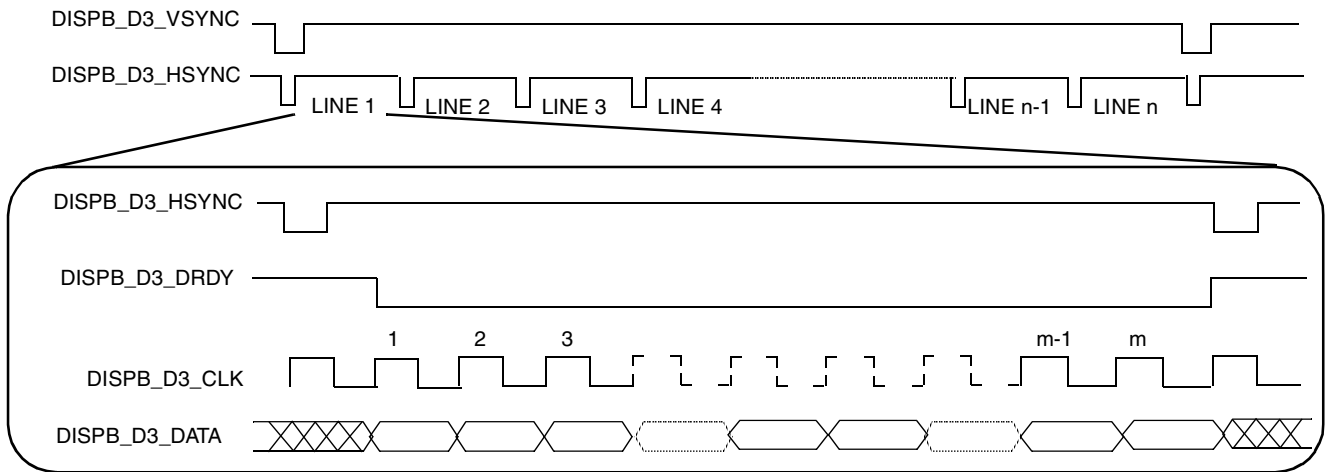 DISPB_D3_VSYNC
DISPB_D3_HSYNC
LINE 1 LINE 2 LINE 3 LINE 4 LINE n-1 LINE n
DISPB_D3_HSYNC
DISPB_D3_DRDY
1 2 3 m-1 m
DISPB_D3_CLK
DISPB_D3_DATA